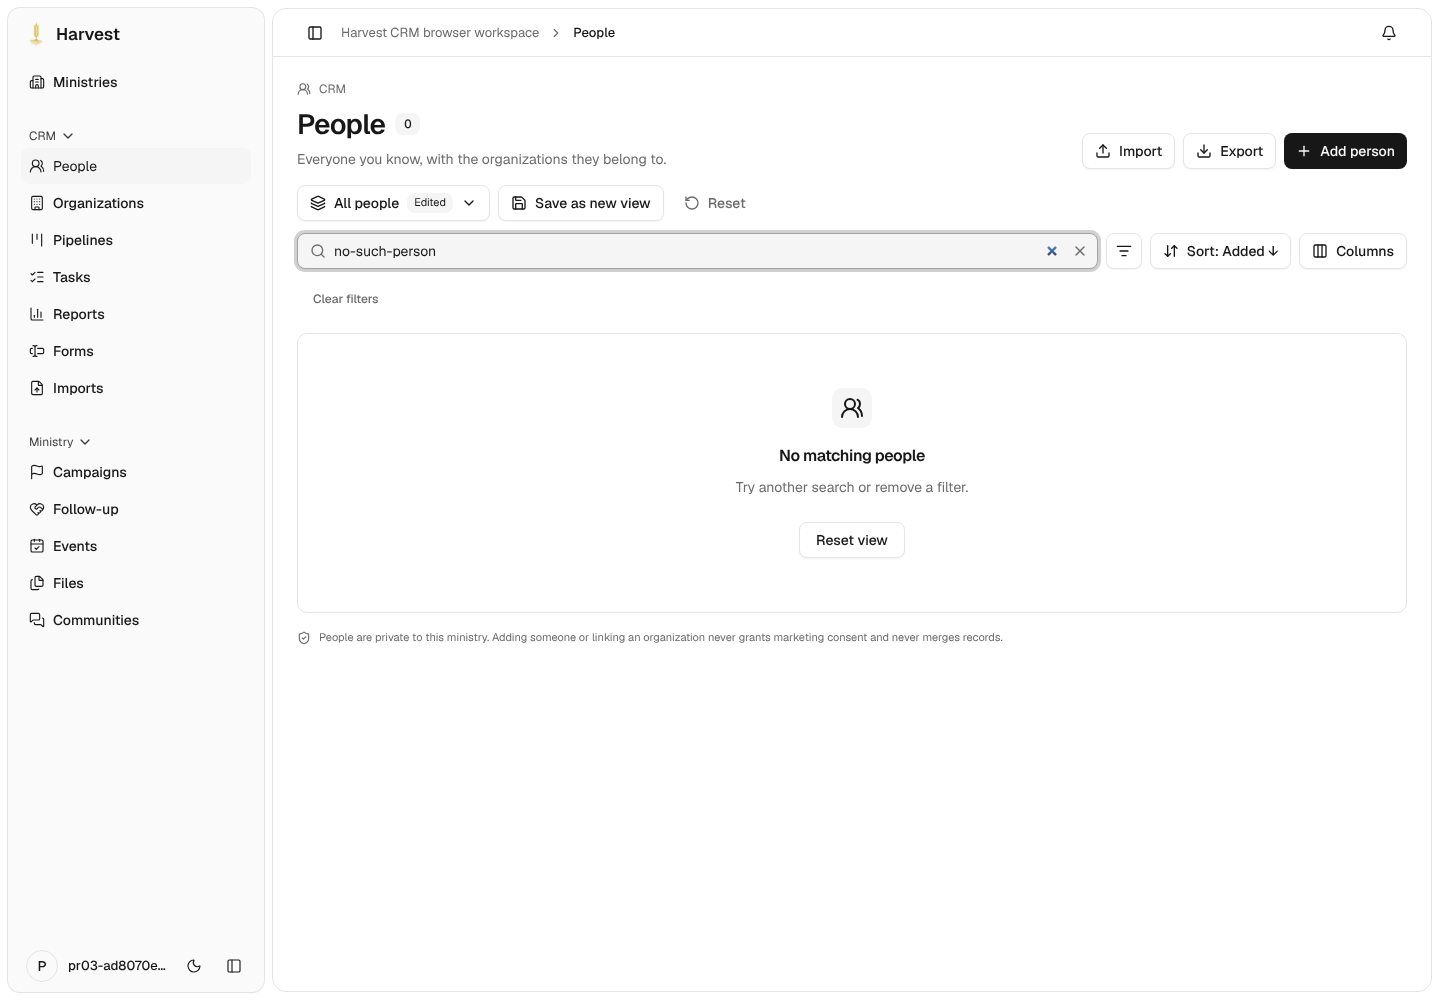 Harvest
Ministries
CRM
People
Organizations
Pipelines
Tasks
Reports
Forms
Imports
Ministry
Campaigns
Follow-up
Events
Files
Communities
P pr03-ad8070e...
Harvest CRM browser workspace People
CRM
People 0
Everyone you know, with the organizations they belong to.
Import Export Add person
All people Edited Save as new view Reset
no-such-person Sort: Added Columns
Clear filters
No matching people
Try another search or remove a filter.
Reset view
People are private to this ministry. Adding someone or linking an organization never grants marketing consent and never merges records.